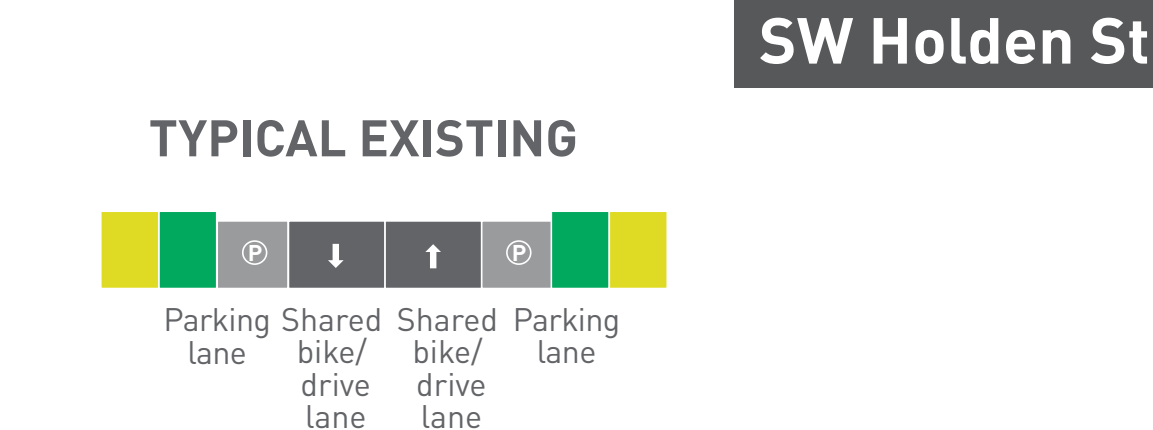 SW Holden St
TYPICAL EXISTING
P
P
Parking
lane
Shared
bike/
drive
lane
Shared
bike/
drive
lane
Parking
lane